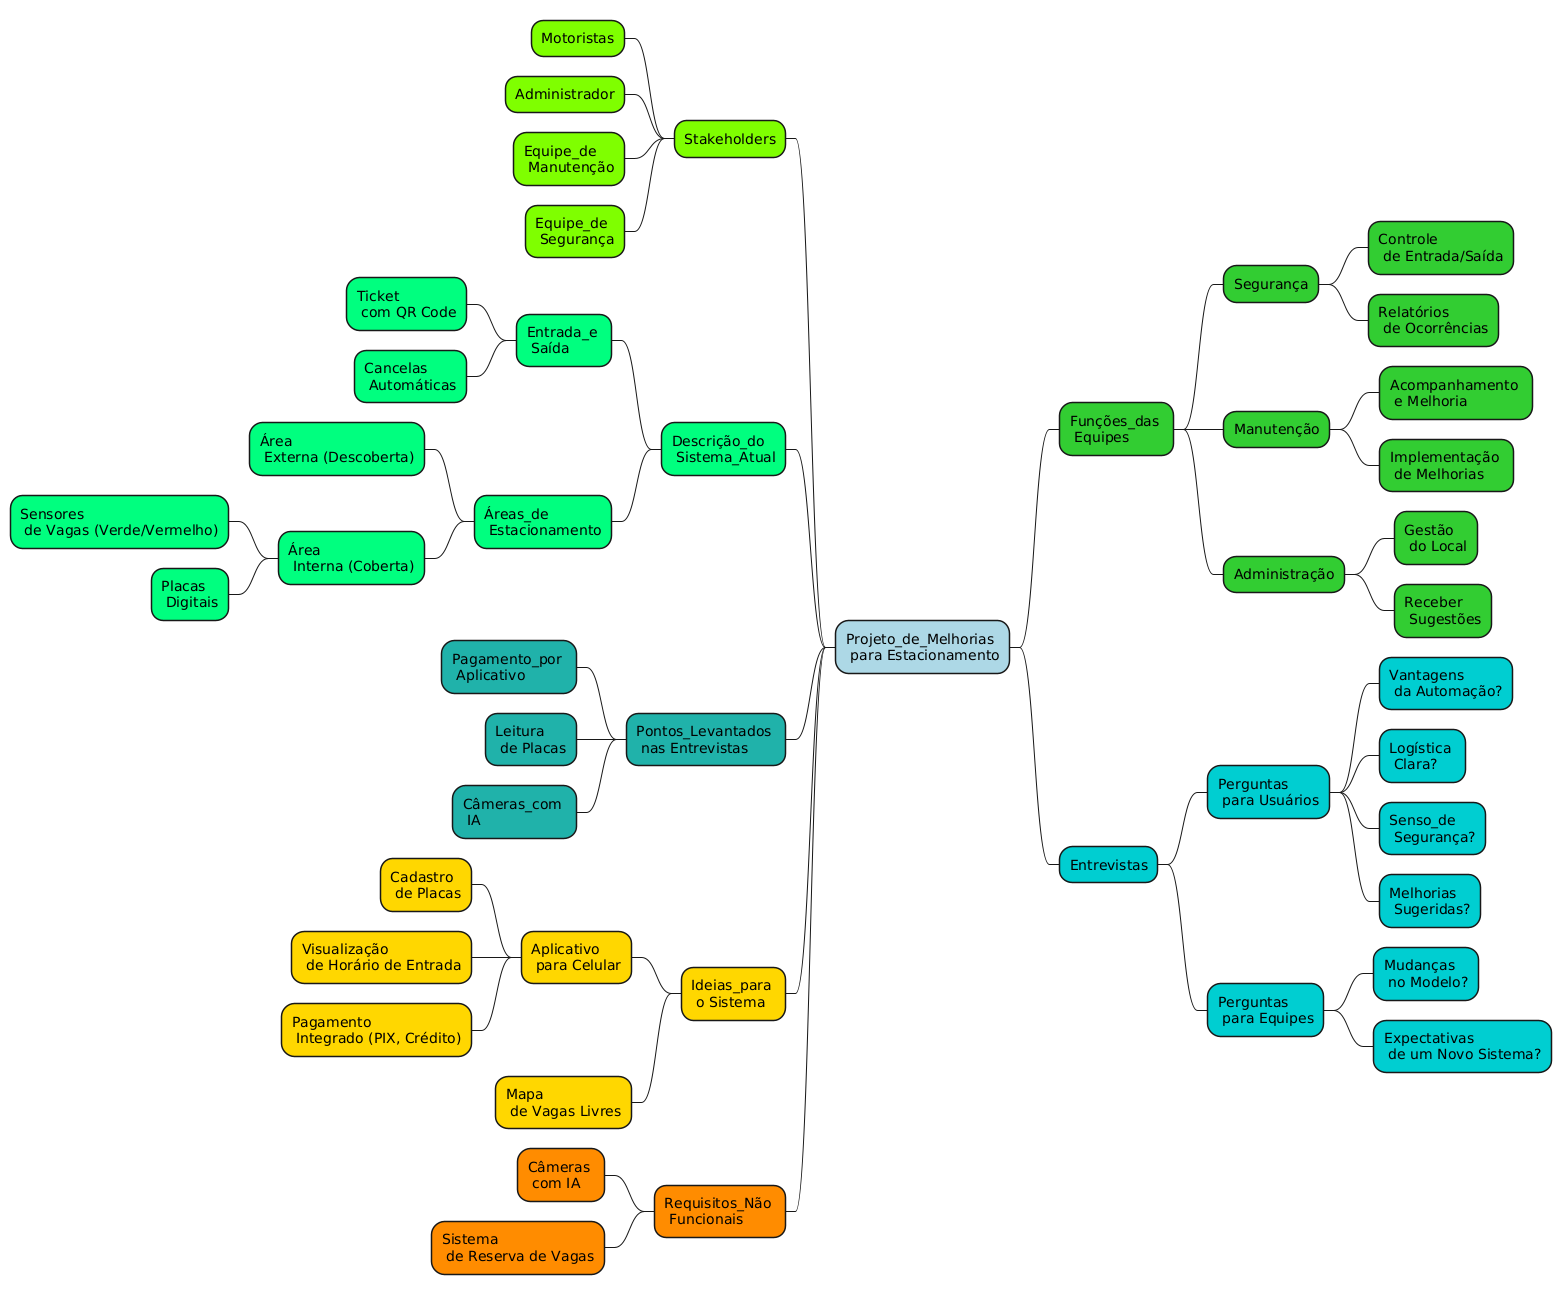 Motoristas
Administrador
Equipe_de
Manutenção
Equipe_de
Segurança
Stakeholders
Ticket
com QR Code
Cancelas
Automáticas
Entrada_e
Saída
Área
Externa (Descoberta)
Sensores
de Vagas (Verde/Vermelho)
Placas
Digitais
Área
Interna (Coberta)
Áreas_de
Estacionamento
Descrição_do
Sistema_Atual
Pagamento_por
Aplicativo
Leitura
de Placas
Câmeras_com
IA
Pontos_Levantados
nas Entrevistas
Cadastro
de Placas
Visualização
de Horário de Entrada
Pagamento
Integrado (PIX, Crédito)
Aplicativo
para Celular
Mapa
de Vagas Livres
Ideias_para
o Sistema
Câmeras
com IA
Sistema
de Reserva de Vagas
Requisitos_Não
Funcionais
Projeto_de_Melhorias
para Estacionamento
Funções_das
Equipes
Segurança
Controle
de Entrada/Saída
Relatórios
de Ocorrências
Manutenção
Acompanhamento
e Melhoria
Implementação
de Melhorias
Administração
Gestão
do Local
Receber
Sugestões
Entrevistas
Perguntas
para Usuários
Vantagens
da Automação?
Logística
Clara?
Senso_de
Segurança?
Melhorias
Sugeridas?
Perguntas
para Equipes
Mudanças
no Modelo?
Expectativas
de um Novo Sistema?